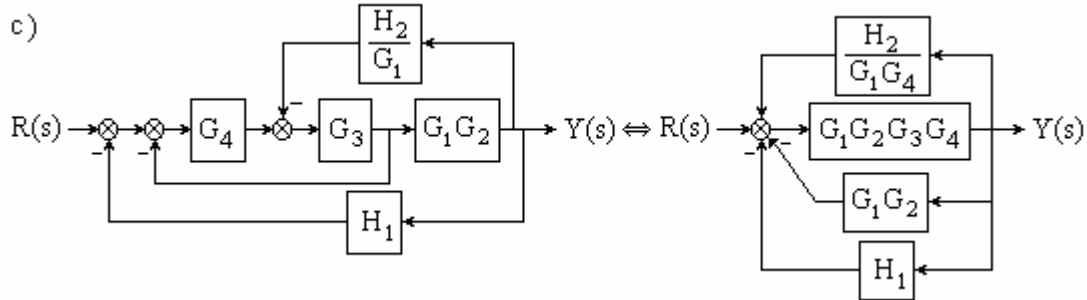 c)
H₂
G₁
R(s) G₄ G₃ G₁G₂ Y(s) ⇔ R(s) G₁G₂G₃G₄ Y(s)
−
−
−
H₁
H₂
G₁G₄
−
−
G₁G₂
H₁